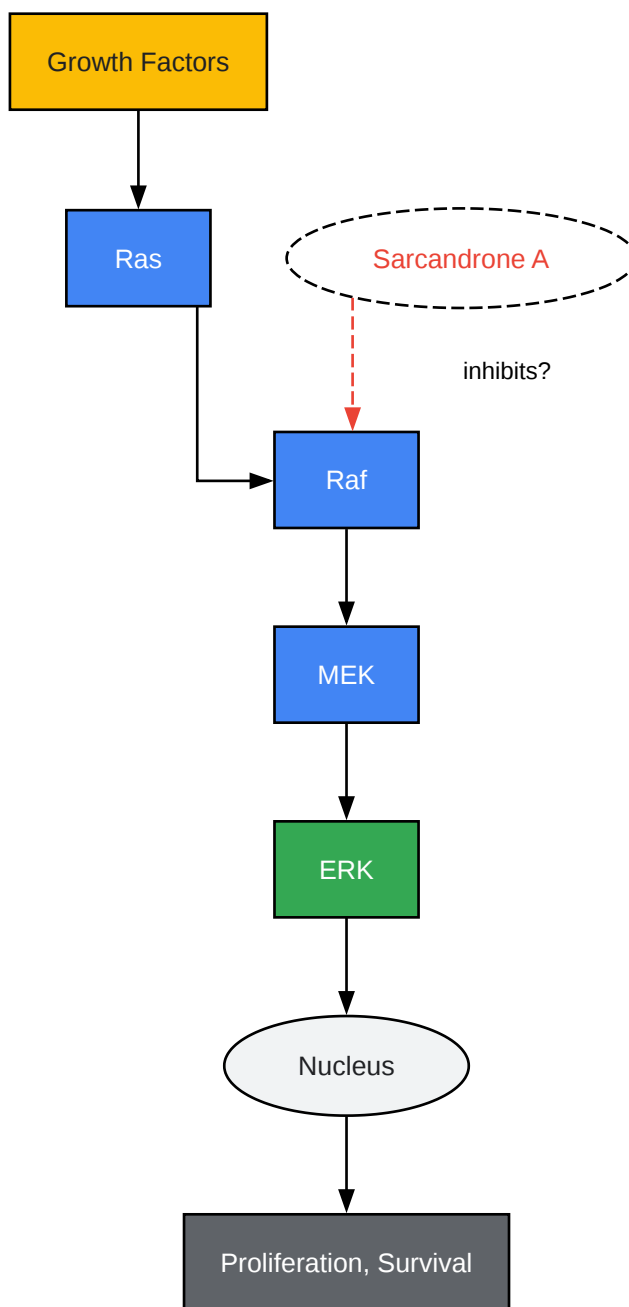 Growth Factors
Ras
Sarcandrone A
inhibits?
Raf
MEK
ERK
Nucleus
Proliferation, Survival